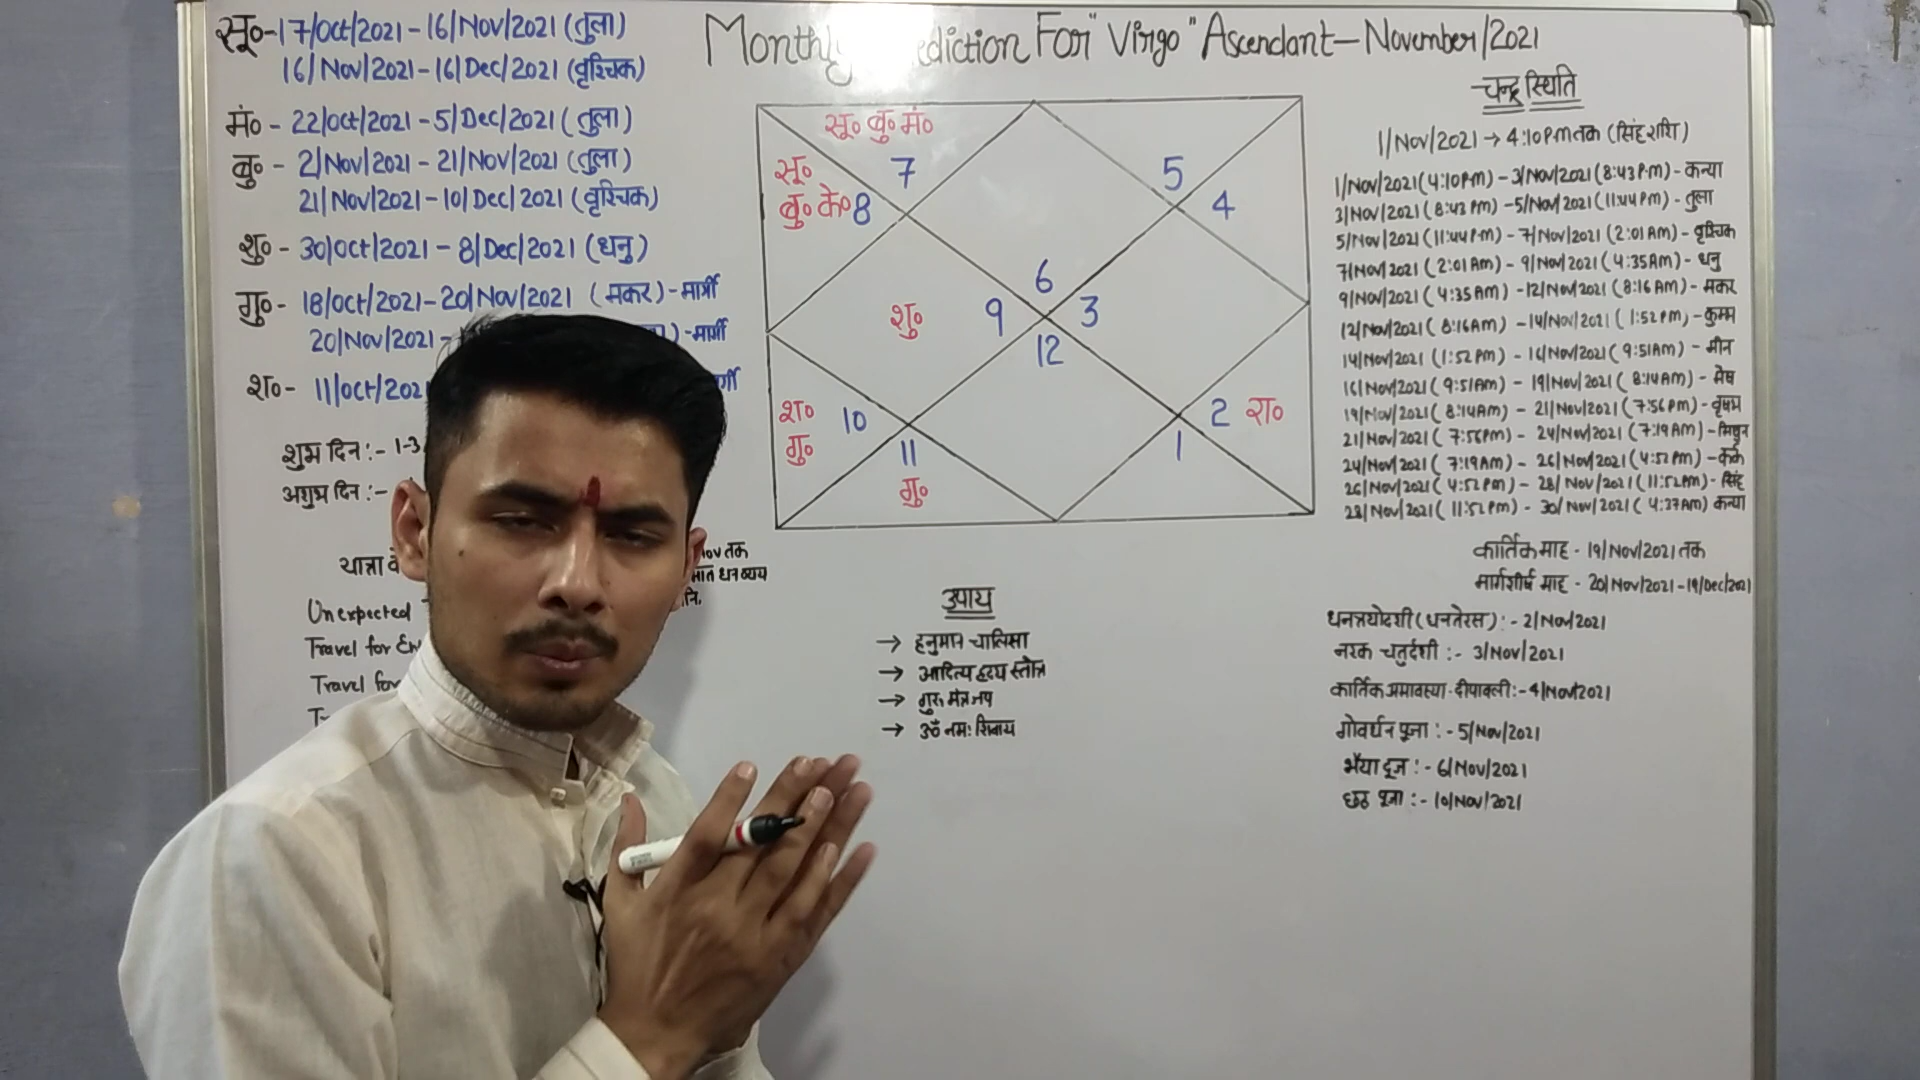 Monthly ediction For "Virgo" Ascendant - November/2021
सू० - 17/Oct/2021 - 16/Nov/2021 (तुला)
16/Nov/2021 - 16/Dec/2021 (वृश्चिक)
मं० - 22/Oct/2021 - 5/Dec/2021 (तुला)
बु० - 2/Nov/2021 - 21/Nov/2021 (तुला)
21/Nov/2021 - 10/Dec/2021 (वृश्चिक)
शु० - 30/Oct/2021 - 8/Dec/2021 (धनु)
गु० - 18/Oct/2021 - 20/Nov/2021 (मकर) - मार्गी
20/Nov/2021 - ) - मार्गी
श० - 11/Oct/202
शुभ दिन :- 1-3
अशुभ दिन :-
यात्रा
Nov तक
धन व्यय
Unexpected
Travel for
Travel for
सू० बु० मं०
7
सू०
बु० के० 8
5
4
6
शु० 9
3
12
श० 10
गु०
11
गु०
2 रा०
1
उपाय
→ हनुमान चालिसा
→ आदित्य हृदय स्तोत्र
→ गुरु मंत्र जप
→ ॐ नमः शिवाय
चन्द्र स्थिति
1/Nov/2021 → 4:10 PM तक (सिंह राशि)
1/Nov/2021 (4:10 PM) - 3/Nov/2021 (8:43 P.M) - कन्या
3/Nov/2021 (8:43 PM) - 5/Nov/2021 (11:44 PM) - तुला
5/Nov/2021 (11:44 PM) - 7/Nov/2021 (2:01 AM) - वृश्चिक
7/Nov/2021 (2:01 AM) - 9/Nov/2021 (4:35 AM) - धनु
9/Nov/2021 (4:35 AM) - 12/Nov/2021 (8:16 AM) - मकर
12/Nov/2021 (8:16 AM) - 14/Nov/2021 (1:52 PM) - कुम्भ
14/Nov/2021 (1:52 PM) - 16/Nov/2021 (9:51 AM) - मीन
16/Nov/2021 (9:51 AM) - 19/Nov/2021 (8:14 AM) - मेष
19/Nov/2021 (8:14 AM) - 21/Nov/2021 (7:56 PM) - वृषभ
21/Nov/2021 (7:56 PM) - 24/Nov/2021 (7:19 AM) - मिथुन
24/Nov/2021 (7:19 AM) - 26/Nov/2021 (4:52 PM) - कर्क
26/Nov/2021 (4:52 PM) - 28/Nov/2021 (11:52 PM) - सिंह
28/Nov/2021 (11:52 PM) - 30/Nov/2021 (4:37 AM) कन्या
कार्तिक माह - 19/Nov/2021 तक
मार्गशीर्ष माह - 20/Nov/2021 - 19/Dec/2021
धनत्रयोदशी (धनतेरस) :- 2/Nov/2021
नरक चतुर्दशी :- 3/Nov/2021
कार्तिक अमावस्या - दीपावली :- 4/Nov/2021
गोवर्धन पूजा :- 5/Nov/2021
भैया दूज :- 6/Nov/2021
छठ पूजा :- 10/Nov/2021